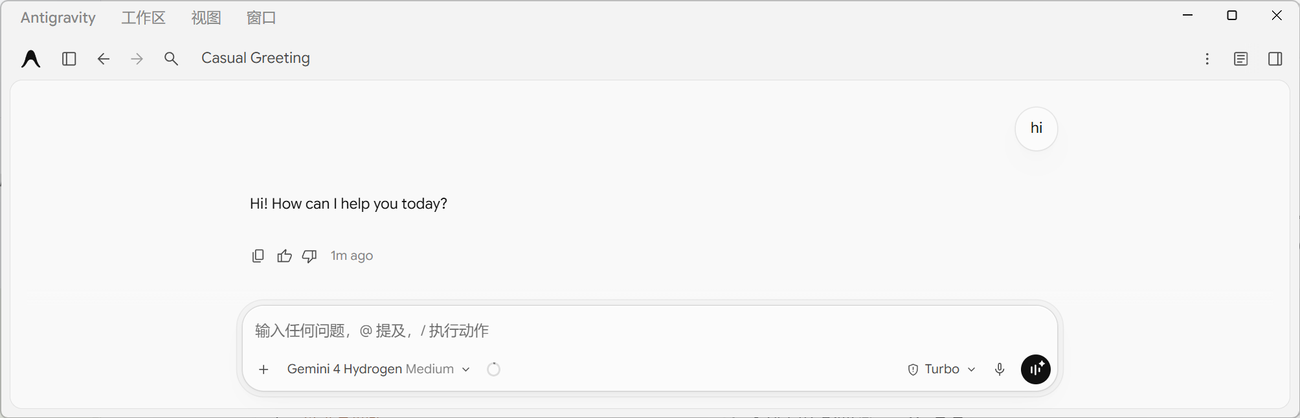 Antigravity 工作区 视图 窗口
Casual Greeting
hi
Hi! How can I help you today?
1m ago
输入任何问题，@ 提及，/ 执行动作
Gemini 4 Hydrogen Medium
Turbo